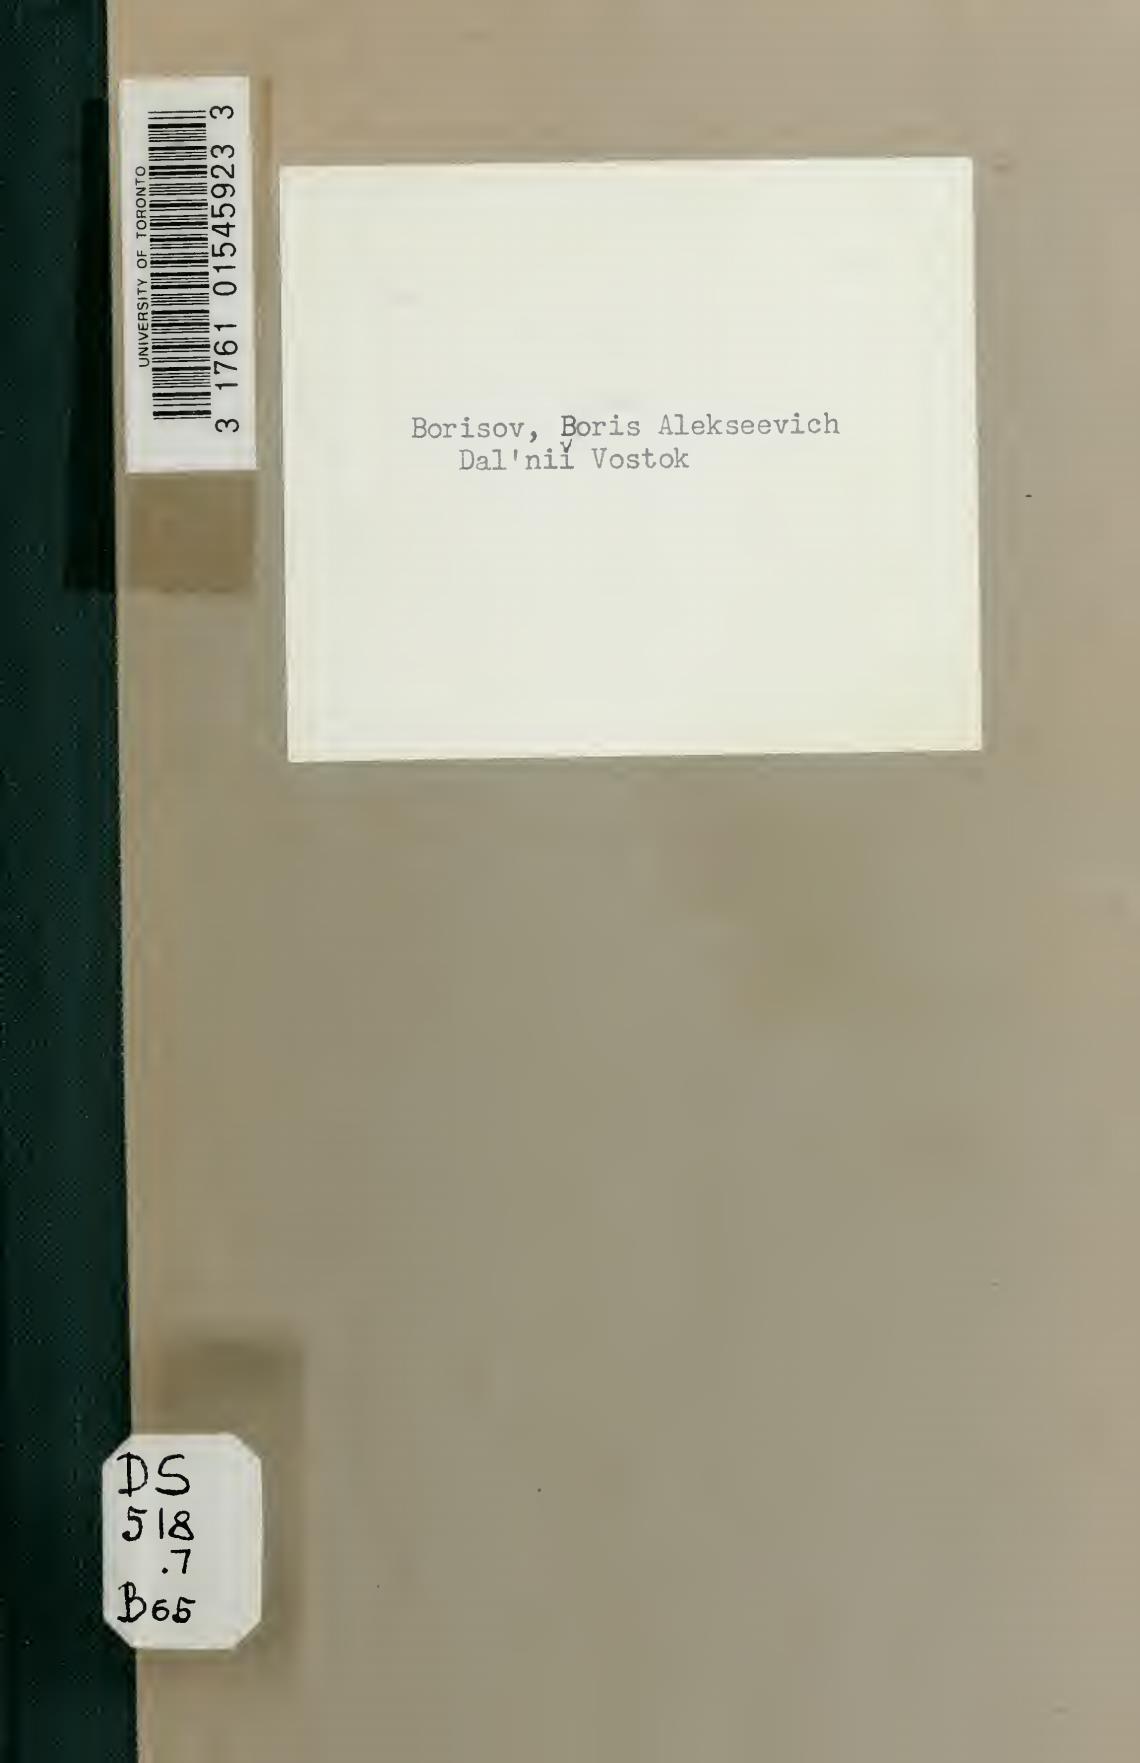 UNIVERSITY OF TORONTO
3 1761 01545923 3
Borisov, Boris Alekseevich
Dal'niĭ Vostok
DS
518
.7
B65